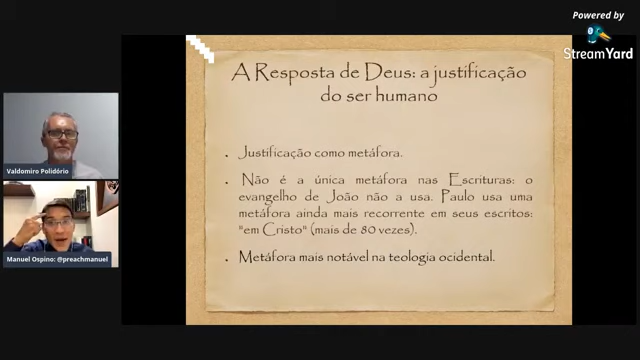 Powered by
StreamYard
A Resposta de Deus: a justificação
do ser humano
Justificação como metáfora.
Não é a única metáfora nas Escrituras: o
evangelho de João não a usa. Paulo usa uma
metáfora ainda mais recorrente em seus escritos:
"em Cristo" (mais de 80 vezes).
Metáfora mais notável na teologia ocidental.
Valdomiro Polidório
Manuel Ospino: @preachmanuel